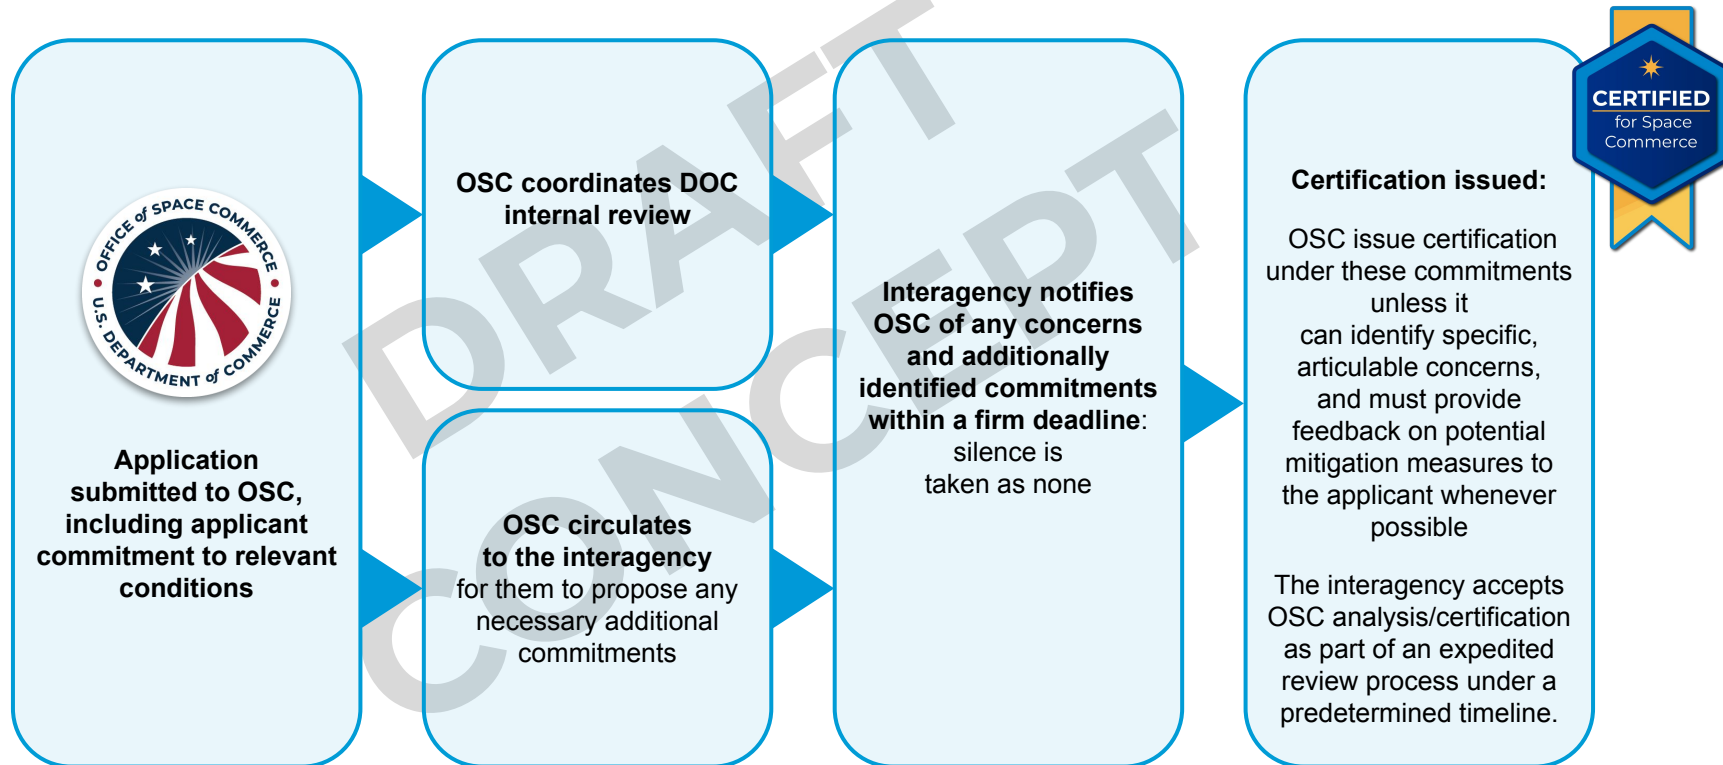 OFFICE of SPACE COMMERCE
U.S. DEPARTMENT of COMMERCE
Application
submitted to OSC,
including applicant
commitment to relevant
conditions
OSC coordinates DOC
internal review
OSC circulates
to the interagency
for them to propose any
necessary additional
commitments
Interagency notifies
OSC of any concerns
and additionally
identified commitments
within a firm deadline:
silence is
taken as none
Certification issued:
OSC issue certification
under these commitments
unless it
can identify specific,
articulable concerns,
and must provide
feedback on potential
mitigation measures to
the applicant whenever
possible
The interagency accepts
OSC analysis/certification
as part of an expedited
review process under a
predetermined timeline.
CERTIFIED
for Space
Commerce
DRAFT
CONCEPT